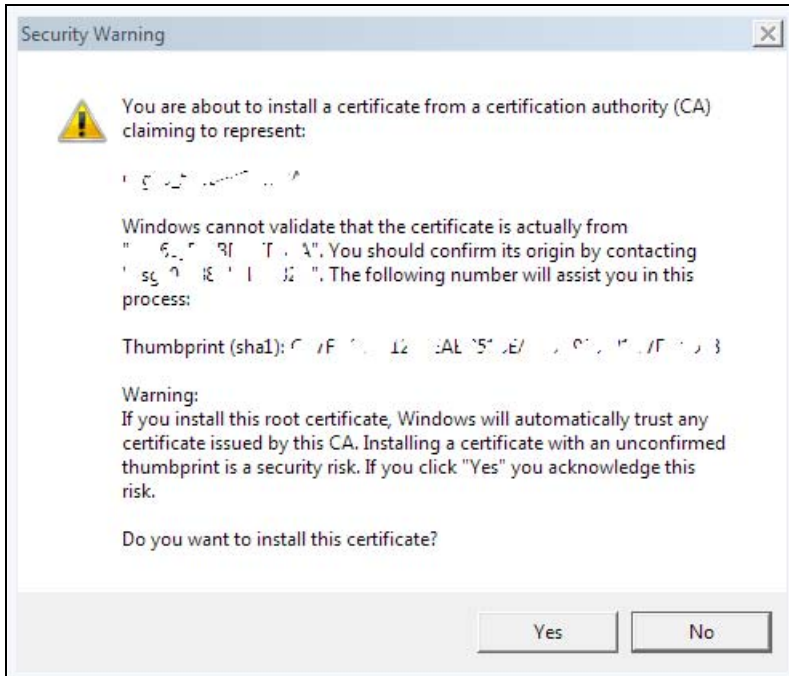 Security Warning
You are about to install a certificate from a certification authority (CA)
claiming to represent:
Windows cannot validate that the certificate is actually from
You should confirm its origin by contacting
The following number will assist you in this
process:
Thumbprint (sha1):
Warning:
If you install this root certificate, Windows will automatically trust any
certificate issued by this CA. Installing a certificate with an unconfirmed
thumbprint is a security risk. If you click "Yes" you acknowledge this
risk.
Do you want to install this certificate?
Yes
No